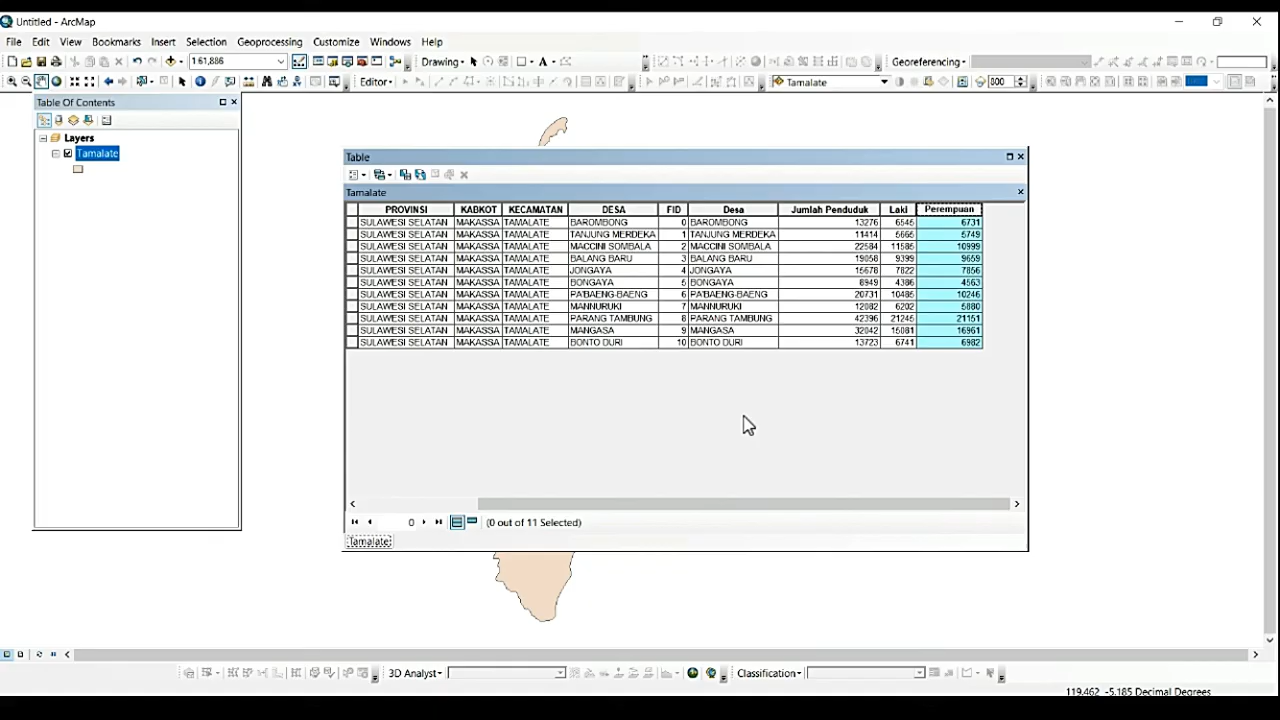 Untitled - ArcMap
File Edit View Bookmarks Insert Selection Geoprocessing Customize Windows Help
1:61,886
Drawing
Georeferencing
Editor
Tamalate
800
Table Of Contents
Layers
Tamalate
Table
Tamalate
PROVINSI KABKOT KECAMATAN DESA FID Desa Jumlah Penduduk Laki Perempuan
SULAWESI SELATAN MAKASSA TAMALATE BAROMBONG 0 BAROMBONG 13276 6545 6731
SULAWESI SELATAN MAKASSA TAMALATE TANJUNG MERDEKA 1 TANJUNG MERDEKA 11414 5665 5749
SULAWESI SELATAN MAKASSA TAMALATE MACCINI SOMBALA 2 MACCINI SOMBALA 22584 11585 10999
SULAWESI SELATAN MAKASSA TAMALATE BALANG BARU 3 BALANG BARU 19058 9399 9659
SULAWESI SELATAN MAKASSA TAMALATE JONGAYA 4 JONGAYA 15678 7822 7856
SULAWESI SELATAN MAKASSA TAMALATE BONGAYA 5 BONGAYA 8949 4386 4563
SULAWESI SELATAN MAKASSA TAMALATE PA'BAENG-BAENG 6 PA'BAENG-BAENG 20731 10485 10246
SULAWESI SELATAN MAKASSA TAMALATE MANNURUKI 7 MANNURUKI 12082 6202 5880
SULAWESI SELATAN MAKASSA TAMALATE PARANG TAMBUNG 8 PARANG TAMBUNG 42396 21245 21151
SULAWESI SELATAN MAKASSA TAMALATE MANGASA 9 MANGASA 32042 15081 16961
SULAWESI SELATAN MAKASSA TAMALATE BONTO DURI 10 BONTO DURI 13723 6741 6982
0 (0 out of 11 Selected)
Tamalate
3D Analyst
Classification
119.462 -5.185 Decimal Degrees